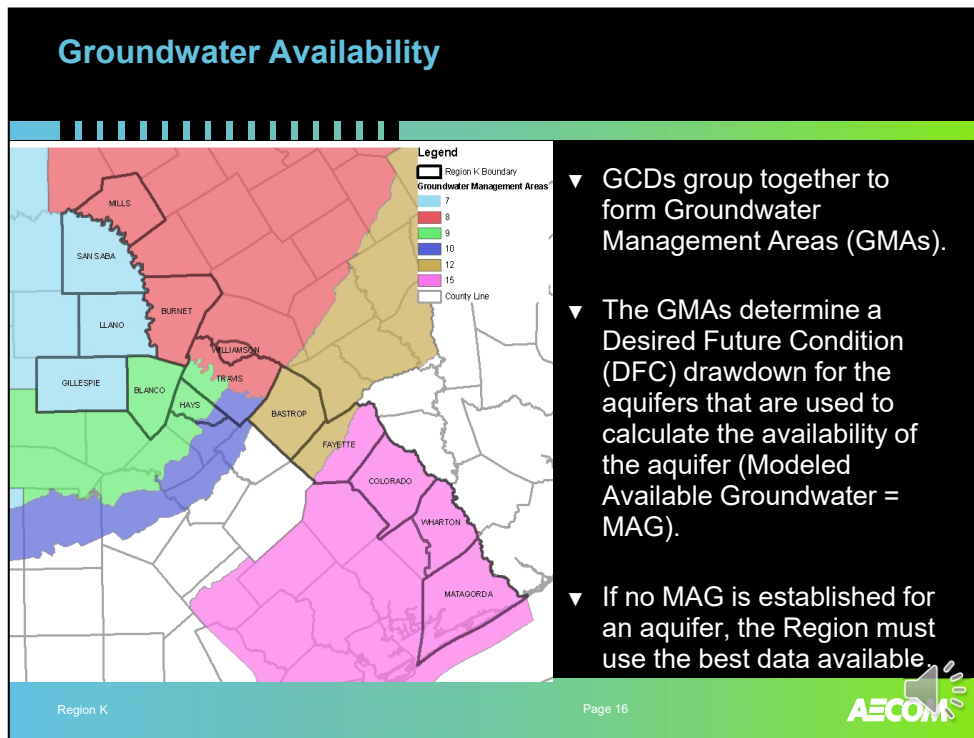 Groundwater Availability
Legend
Region K Boundary
Groundwater Management Areas
7
8
9
10
12
15
County Line
MILLS
SAN SABA
LLANO
BURNET
WILLIAMSON
TRAVIS
GILLESPIE
BLANCO
HAYS
BASTROP
FAYETTE
COLORADO
WHARTON
MATAGORDA
▼ GCDs group together to
form Groundwater
Management Areas (GMAs).
▼ The GMAs determine a
Desired Future Condition
(DFC) drawdown for the
aquifers that are used to
calculate the availability of
the aquifer (Modeled
Available Groundwater =
MAG).
▼ If no MAG is established for
an aquifer, the Region must
use the best data available.
Region K
Page 16
AECOM